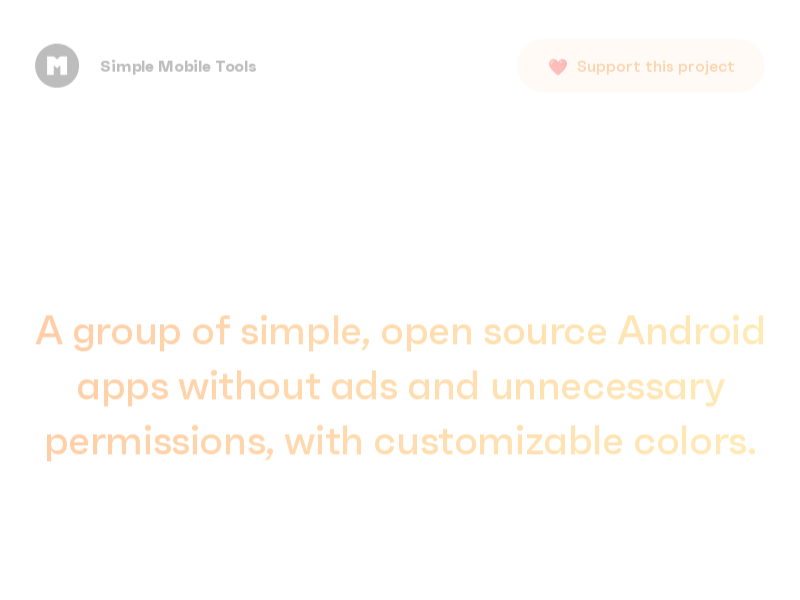 Simple Mobile Tools
❤️ Support this project
A group of simple, open source Android
apps without ads and unnecessary
permissions, with customizable colors.